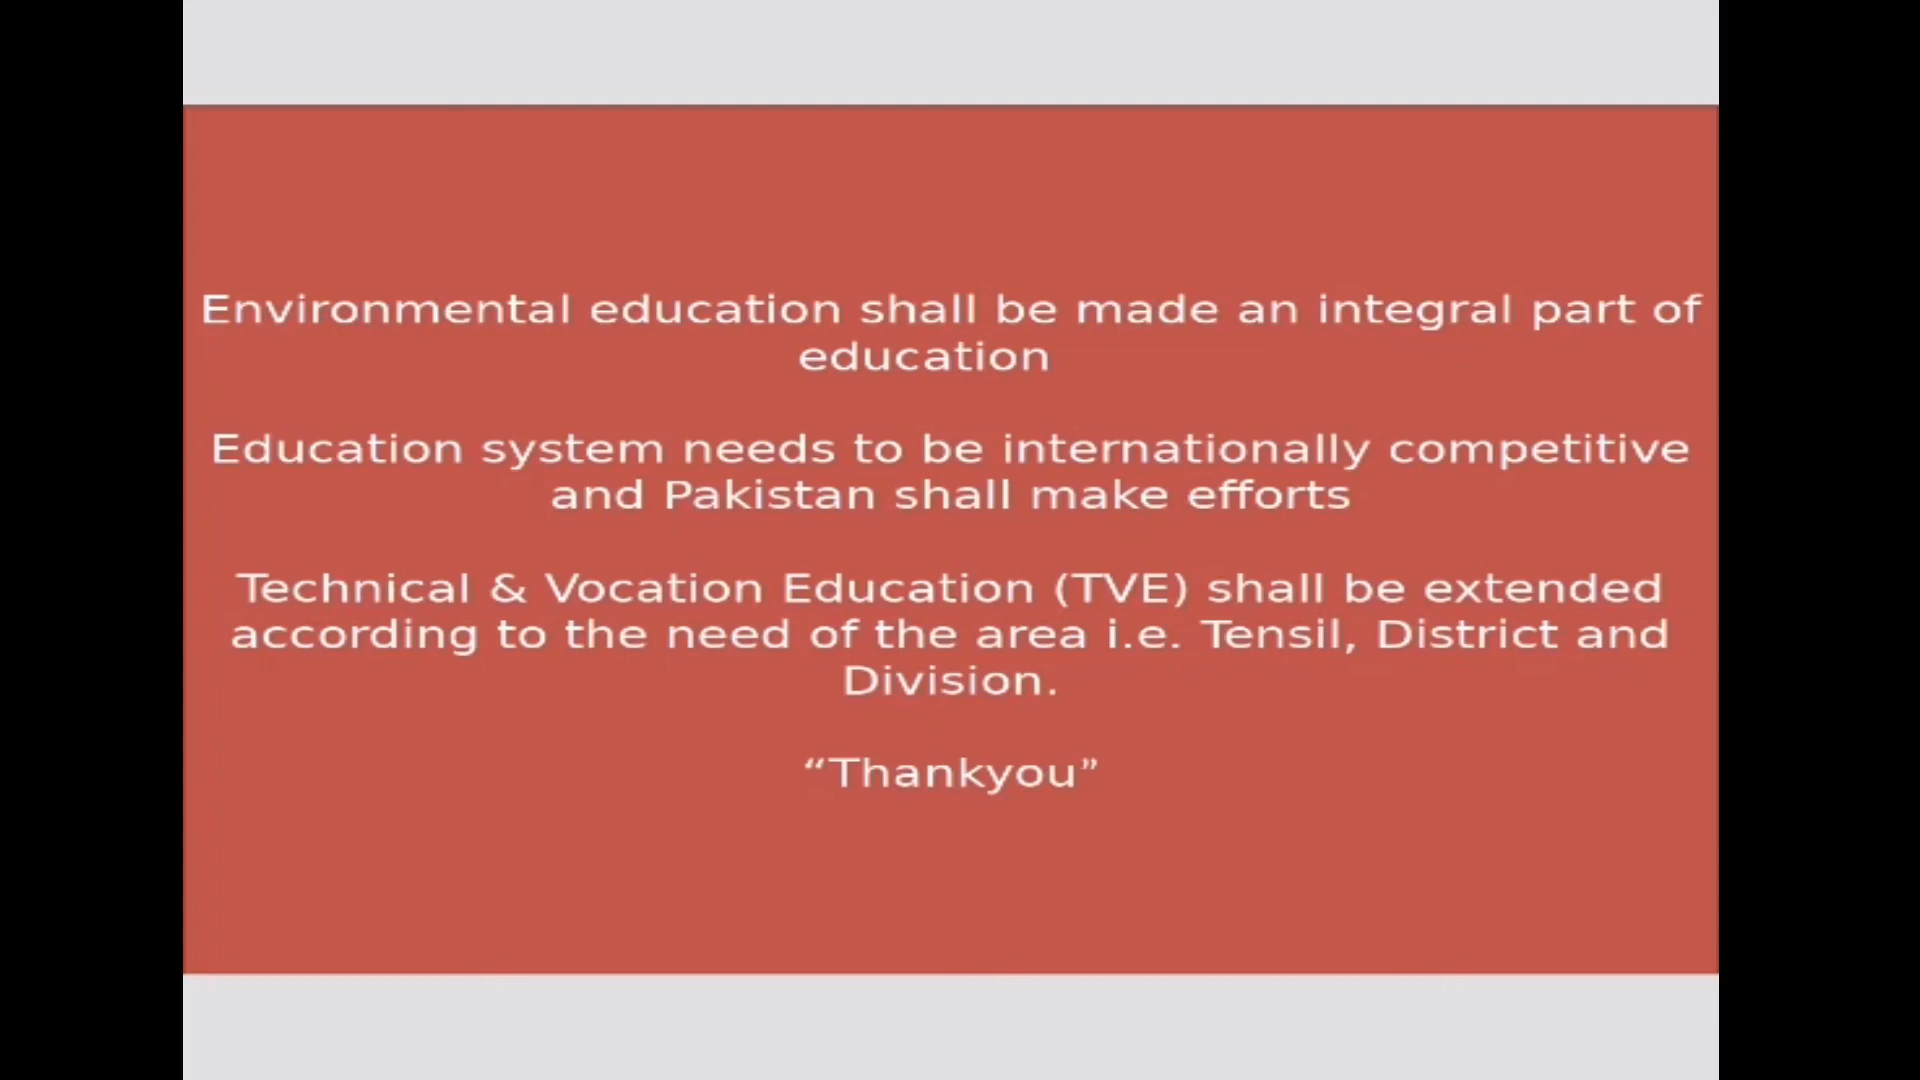 Environmental education shall be made an integral part of
education
Education system needs to be internationally competitive
and Pakistan shall make efforts
Technical & Vocation Education (TVE) shall be extended
according to the need of the area i.e. Tensil, District and
Division.
“Thankyou”